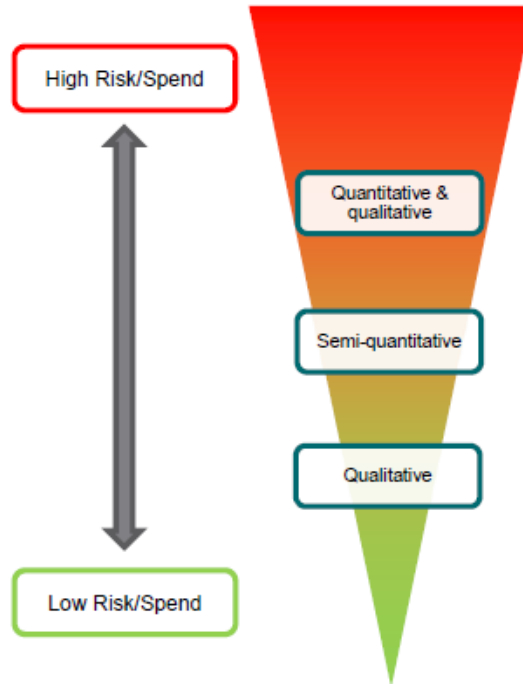 High Risk/Spend
Quantitative &
qualitative
Semi-quantitative
Qualitative
Low Risk/Spend